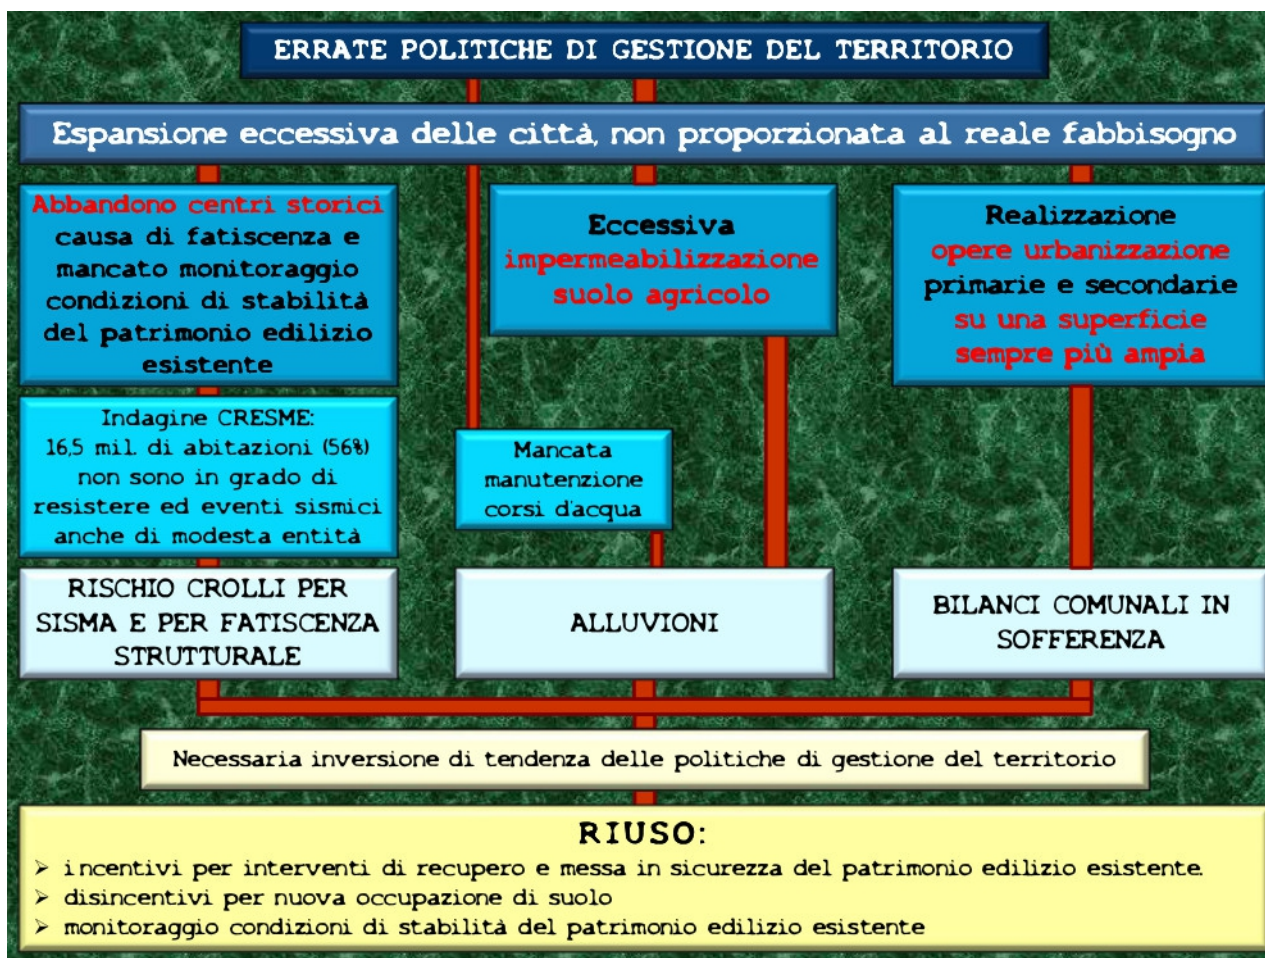 ERRATE POLITICHE DI GESTIONE DEL TERRITORIO
Espansione eccessiva delle città, non proporzionata al reale fabbisogno
Abbandono centri storici
causa di fatiscenza e
mancato monitoraggio
condizioni di stabilità
del patrimonio edilizio
esistente
Indagine CRESME:
16,5 mil. di abitazioni (56%)
non sono in grado di
resistere ed eventi sismici
anche di modesta entità
RISCHIO CROLLI PER
SISMA E PER FATISCENZA
STRUTTURALE
Eccessiva
impermeabilizzazione
suolo agricolo
Mancata
manutenzione
corsi d'acqua
ALLUVIONI
Realizzazione
opere urbanizzazione
primarie e secondarie
su una superficie
sempre più ampia
BILANCI COMUNALI IN
SOFFERENZA
Necessaria inversione di tendenza delle politiche di gestione del territorio
RIUSO:
➢ incentivi per interventi di recupero e messa in sicurezza del patrimonio edilizio esistente.
➢ disincentivi per nuova occupazione di suolo
➢ monitoraggio condizioni di stabilità del patrimonio edilizio esistente